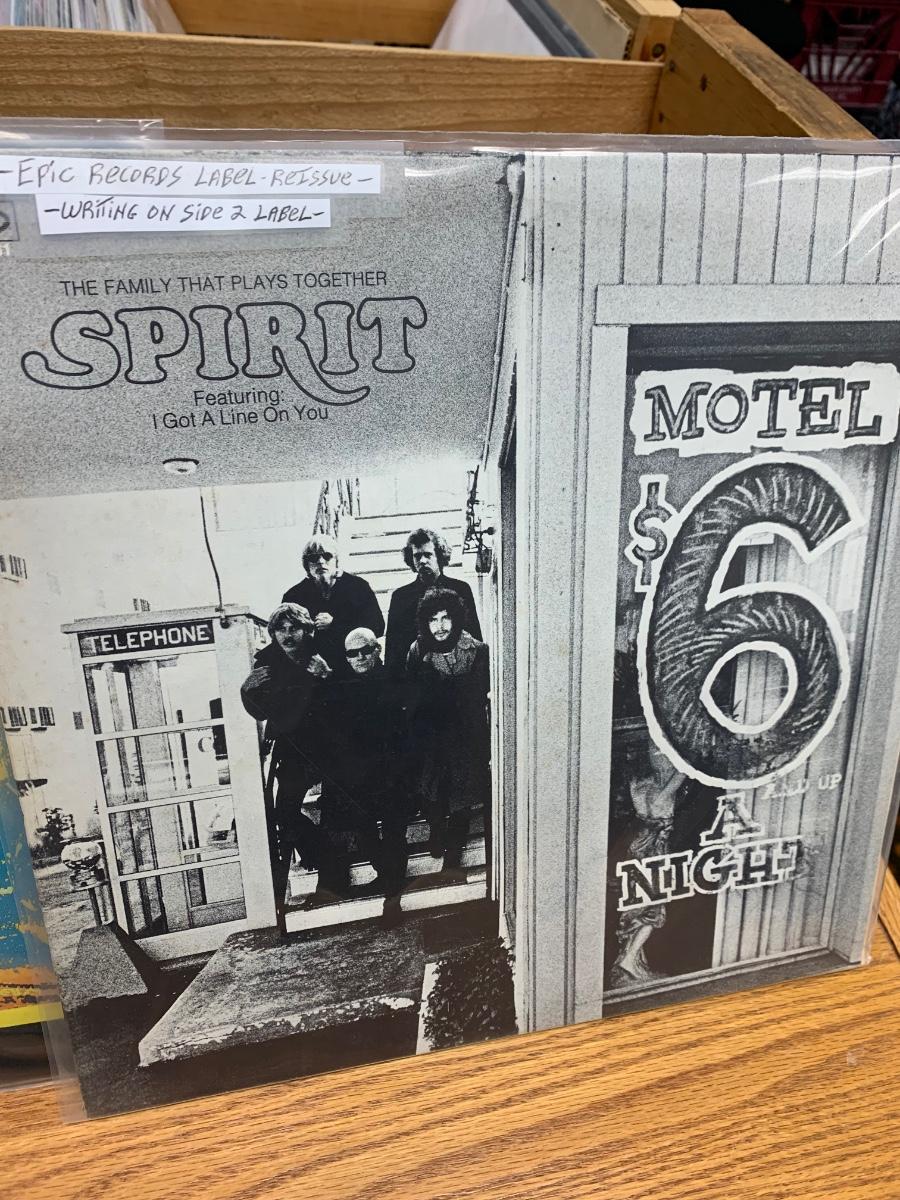 -EPIC RECORDS LABEL-REISSUE-
-WRITING ON SIDE 2 LABEL-
THE FAMILY THAT PLAYS TOGETHER
SPIRIT
Featuring:
I Got A Line On You
TELEPHONE
MOTEL
IS
6
AND UP
A
NIGHT